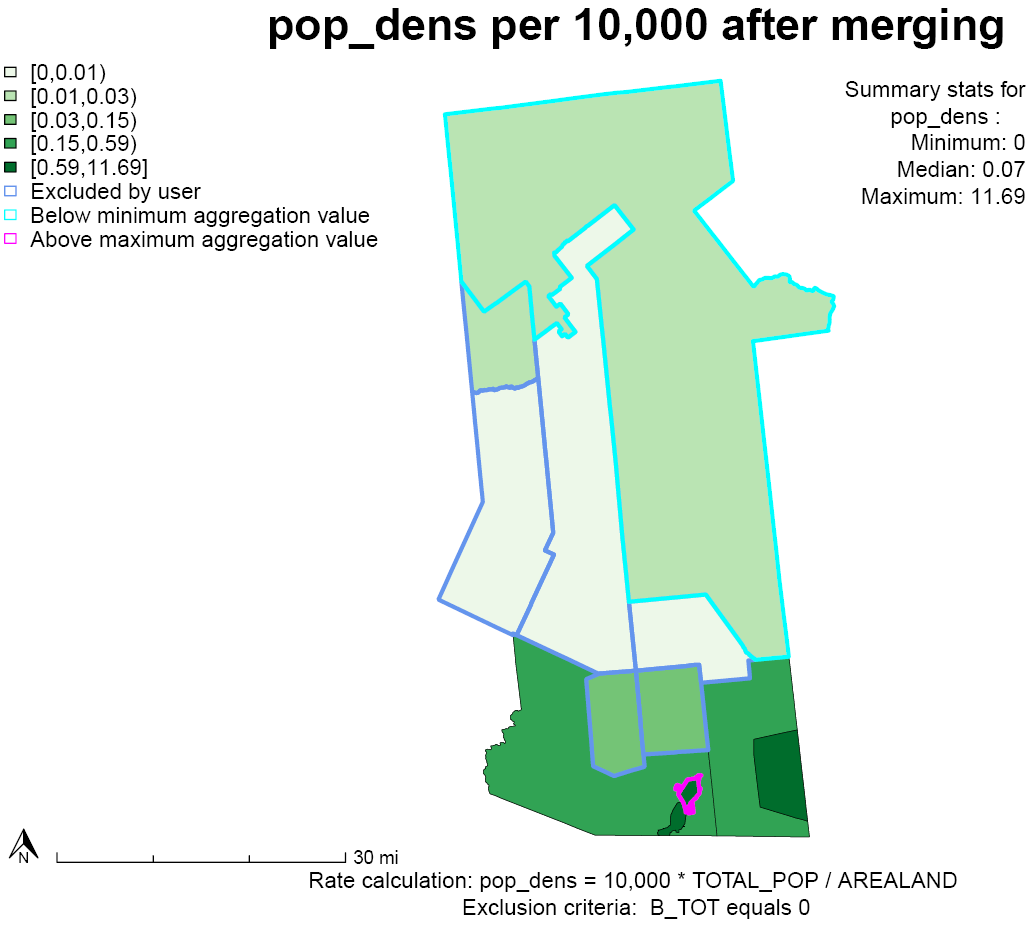 pop_dens per 10,000 after merging
[0,0.01)
[0.01,0.03)
[0.03,0.15)
[0.15,0.59)
[0.59,11.69]
Excluded by user
Below minimum aggregation value
Above maximum aggregation value
Summary stats for
pop_dens :
Minimum: 0
Median: 0.07
Maximum: 11.69
N
30 mi
Rate calculation: pop_dens = 10,000 * TOTAL_POP / AREALAND
Exclusion criteria:  B_TOT equals 0